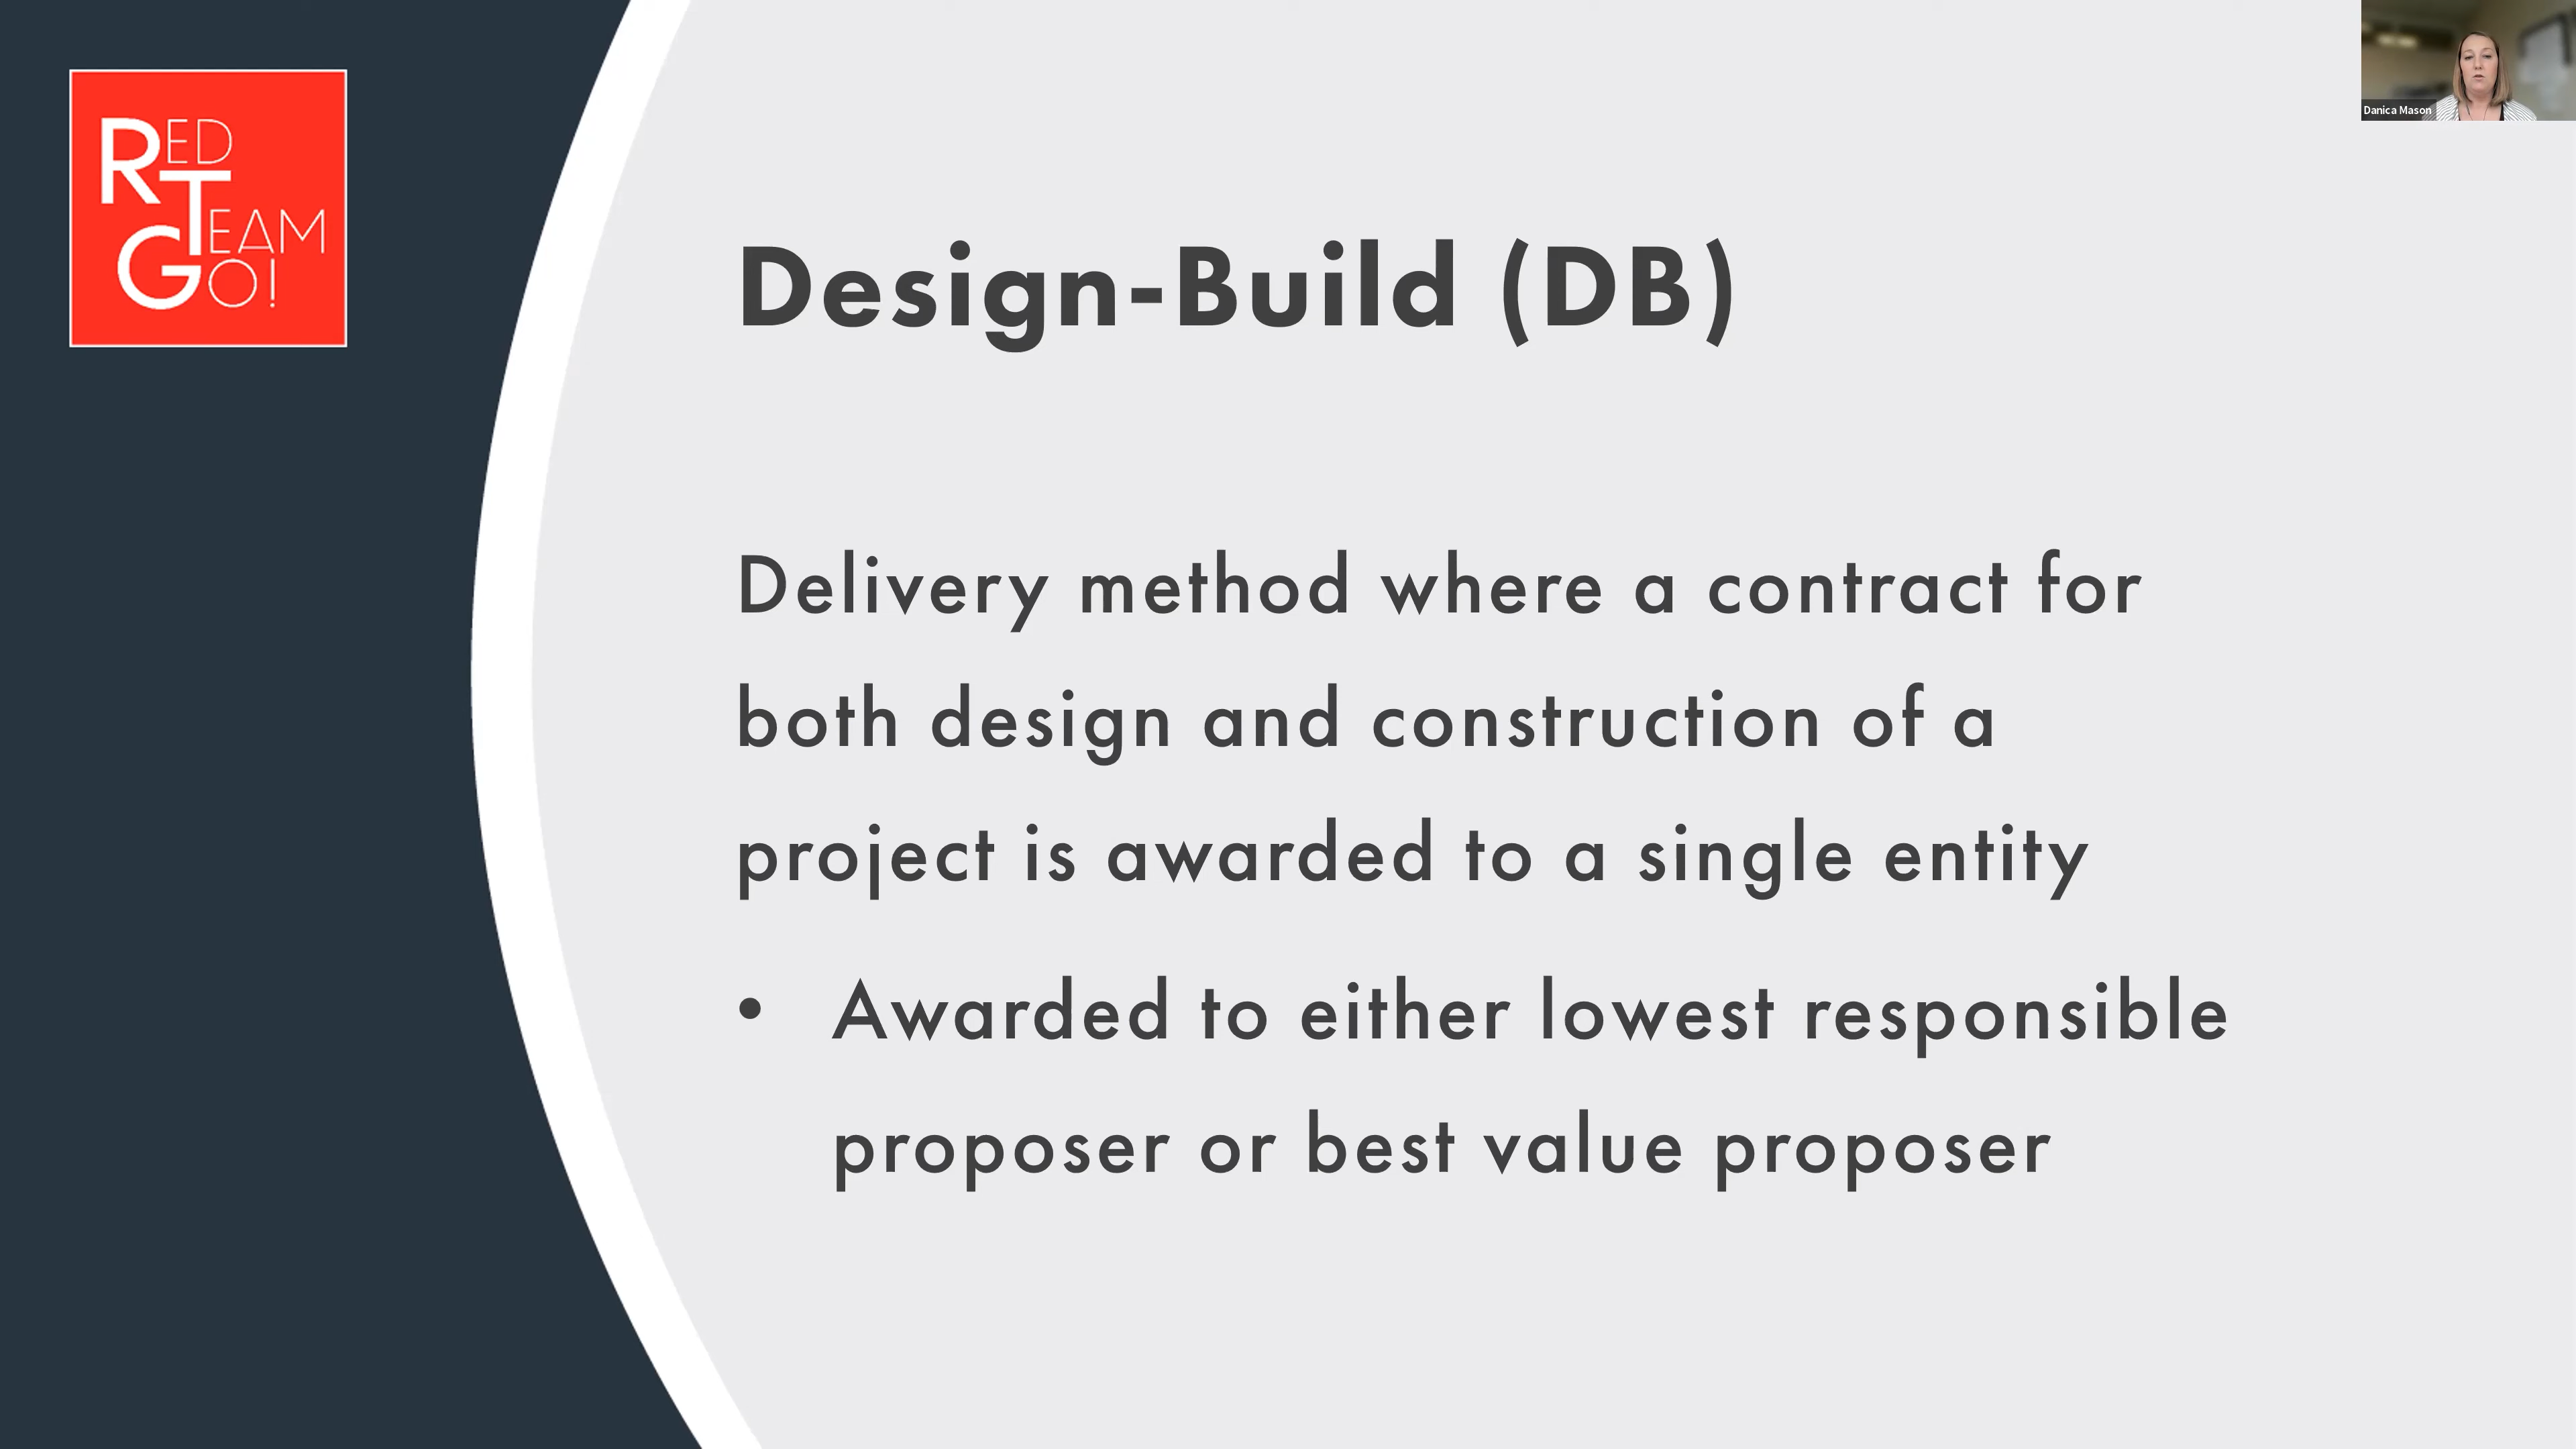 RED
TEAM
GO!
Danica Mason
Design-Build (DB)
Delivery method where a contract for
both design and construction of a
project is awarded to a single entity
• Awarded to either lowest responsible
proposer or best value proposer